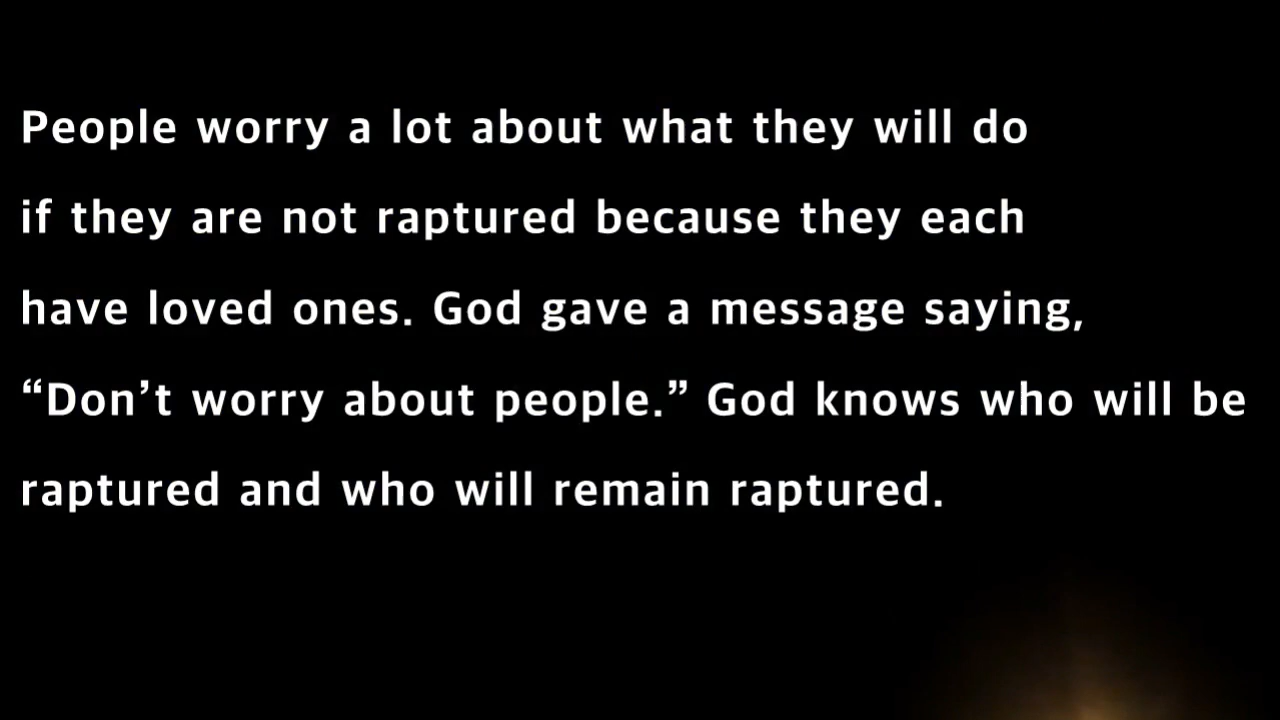 People worry a lot about what they will do
if they are not raptured because they each
have loved ones. God gave a message saying,
“Don’t worry about people.” God knows who will be
raptured and who will remain raptured.